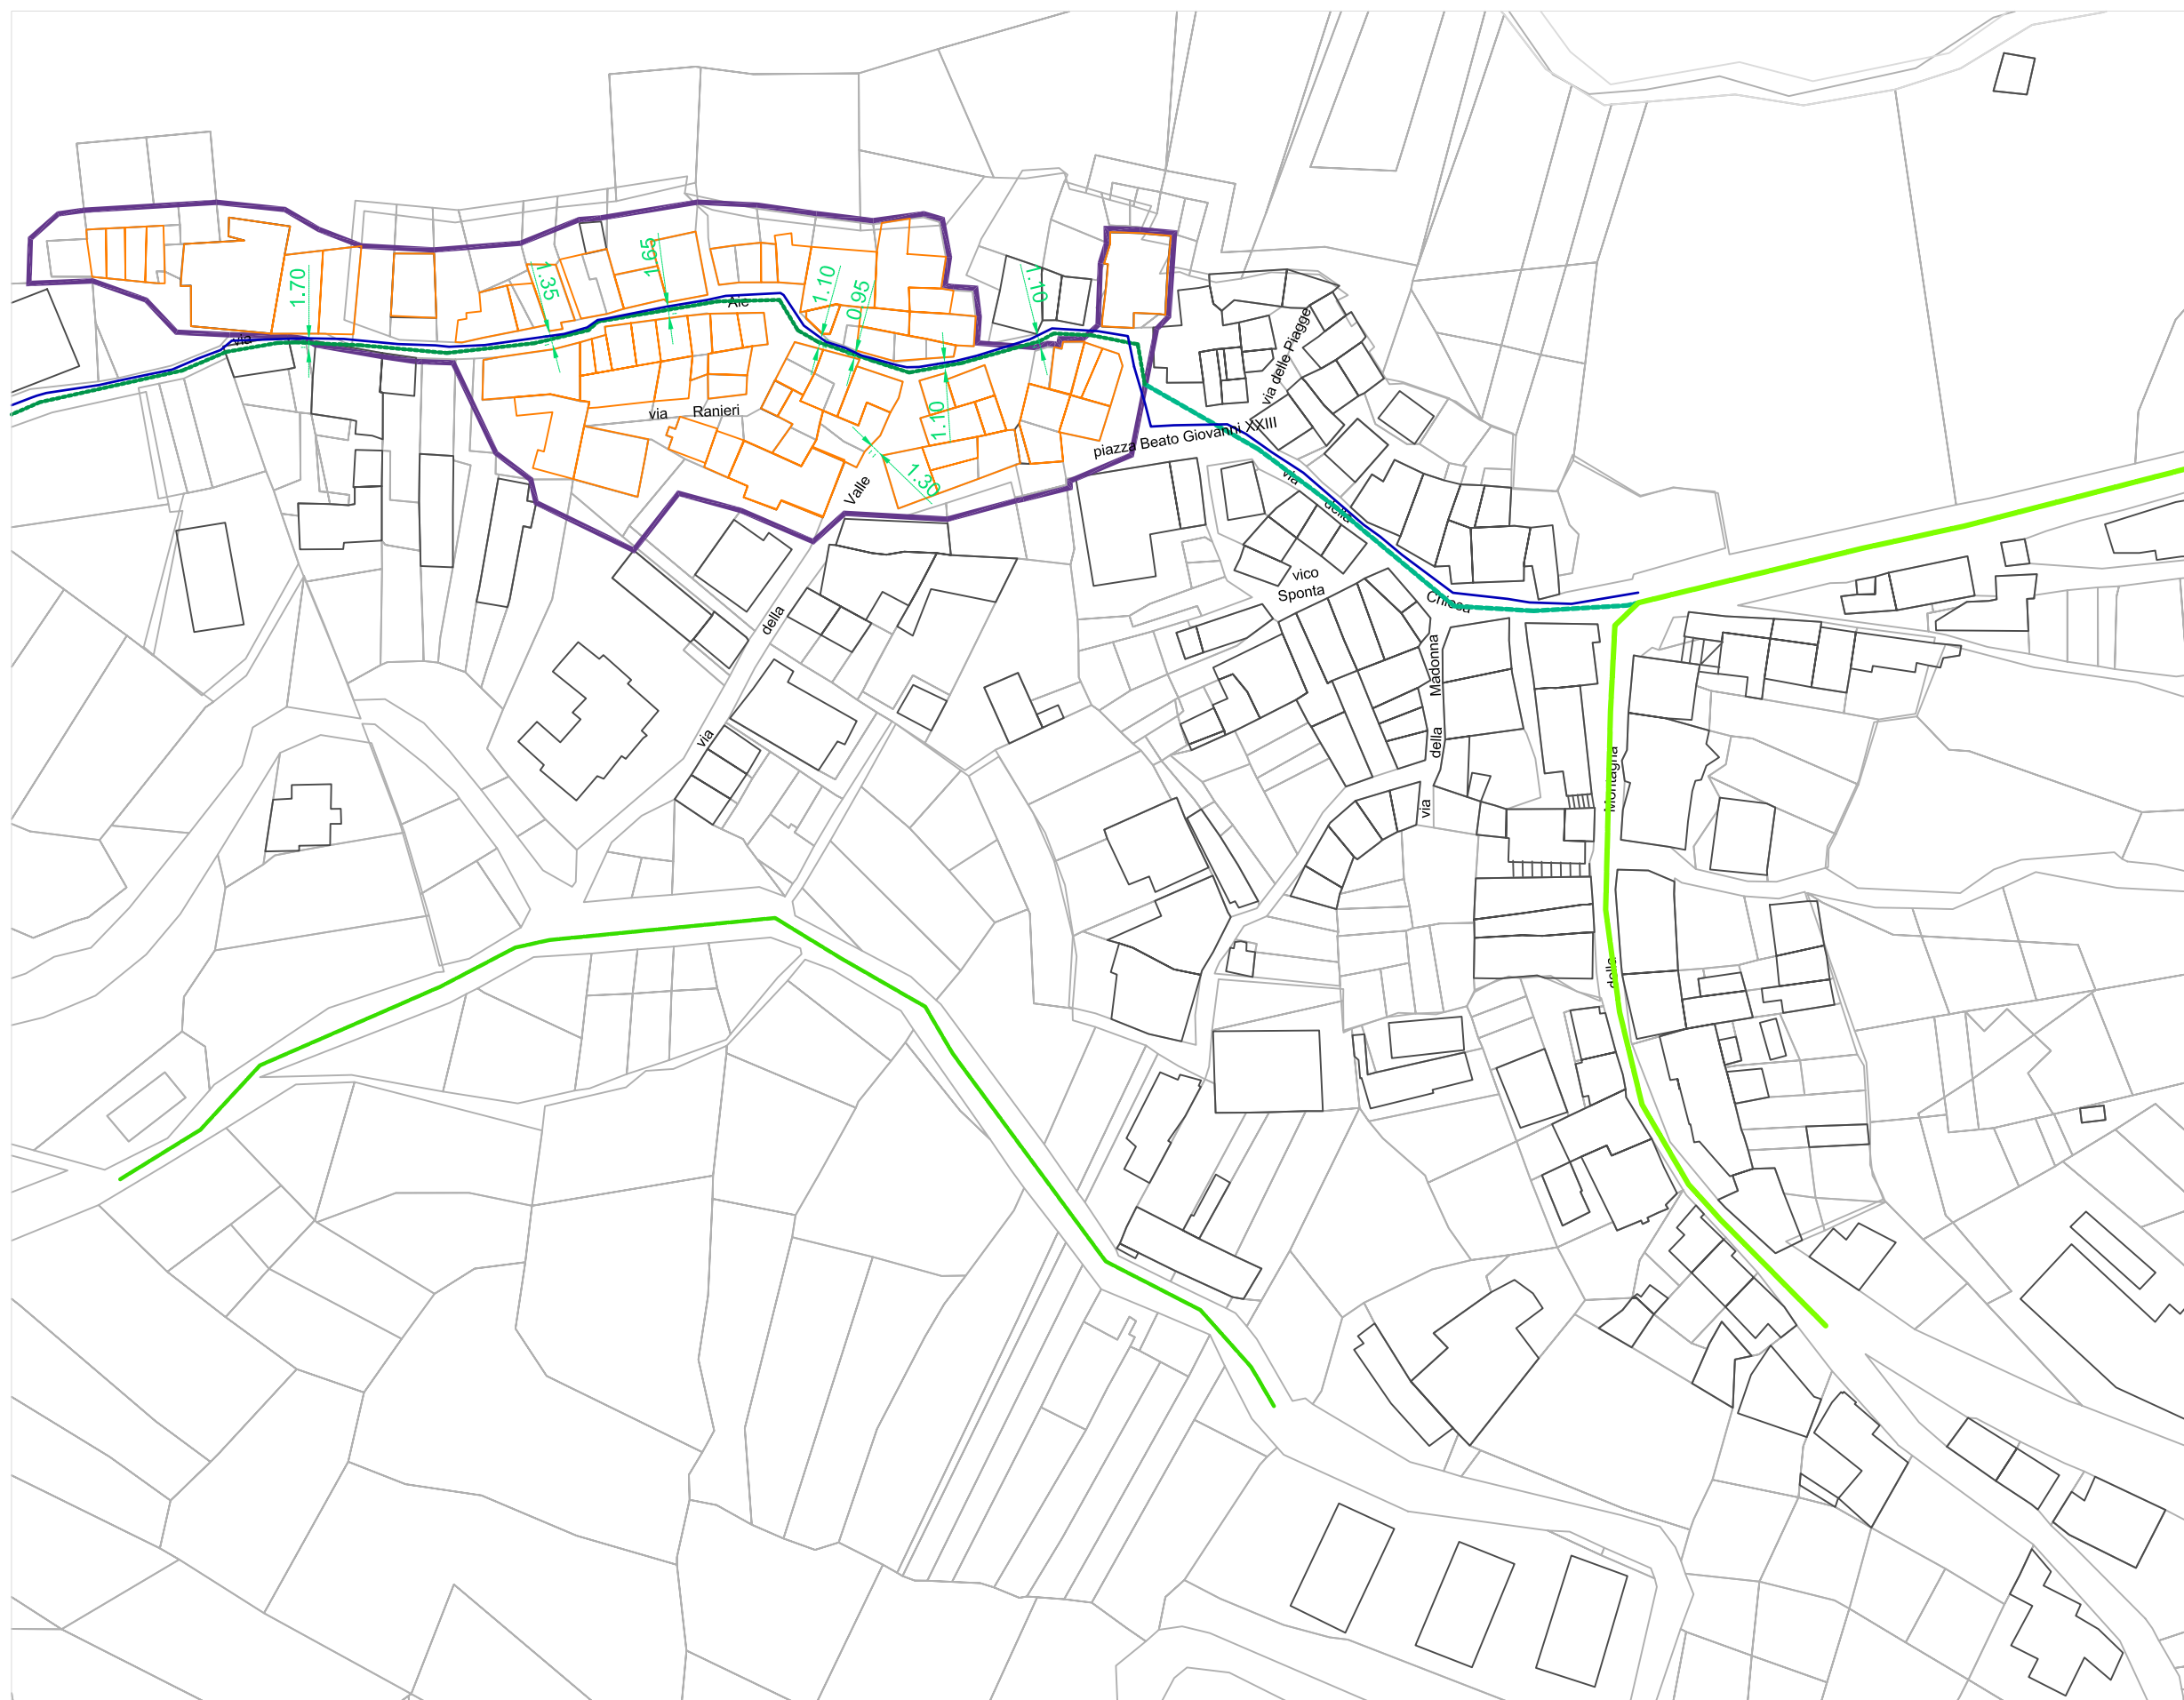 1.70
1.35
1.65
1.10
0.95
1.10
1.10
1.30
via
Aie
via Ranieri
Valle
della
via
via delle Piagge
piazza Beato Giovanni XXIII
via
della
Chiesa
vico
Sponta
Madonna
della
via
Montagna
della